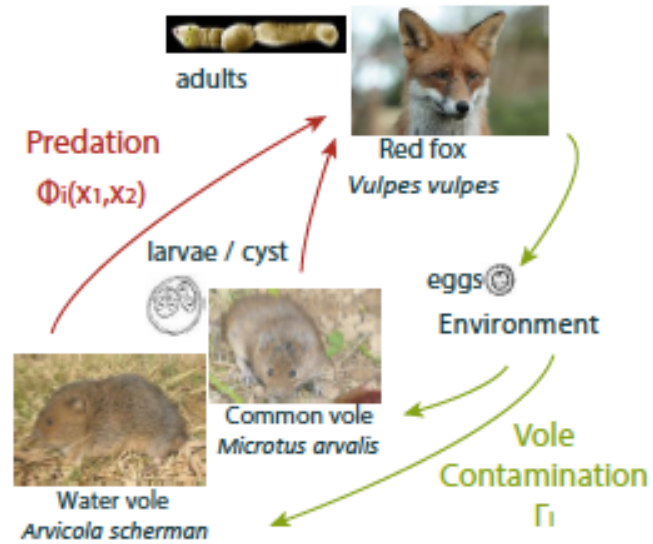 adults
Red fox
Vulpes vulpes
Predation
Φi(x1,x2)
larvae / cyst
eggs
Environment
Common vole
Microtus arvalis
Vole
Contamination
Γi
Water vole
Arvicola scherman